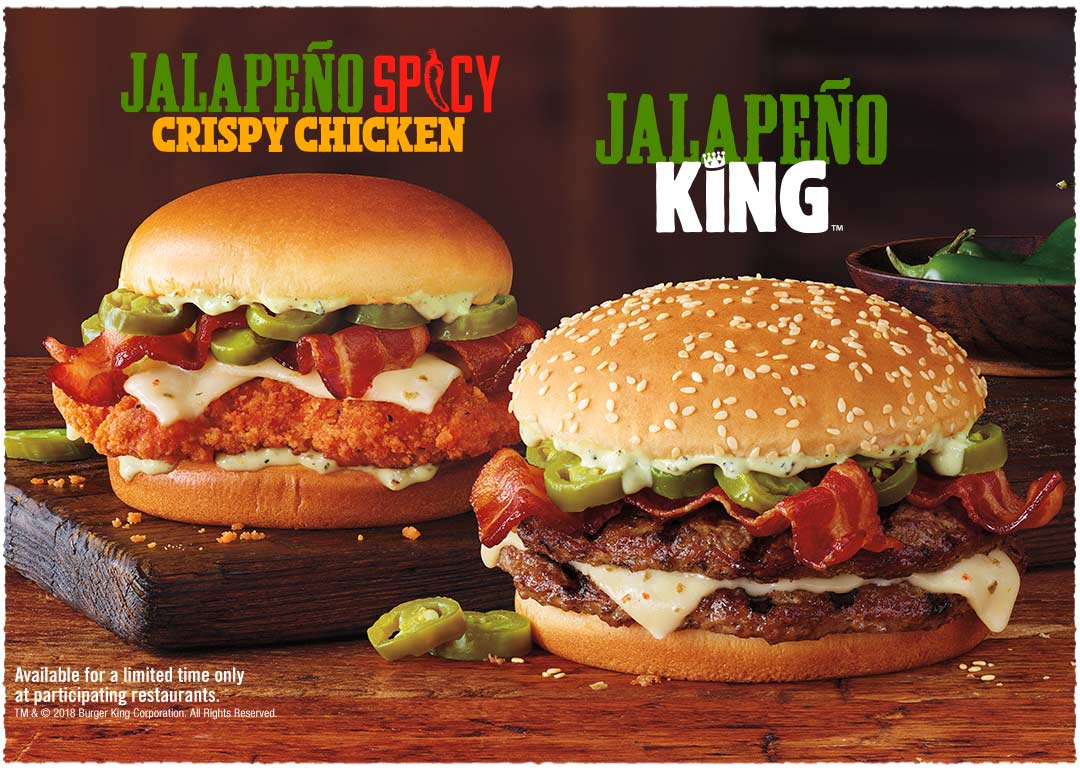 JALAPEÑO SPICY
CRISPY CHICKEN
JALAPEÑO
KING™
Available for a limited time only
at participating restaurants.
TM & © 2018 Burger King Corporation. All Rights Reserved.